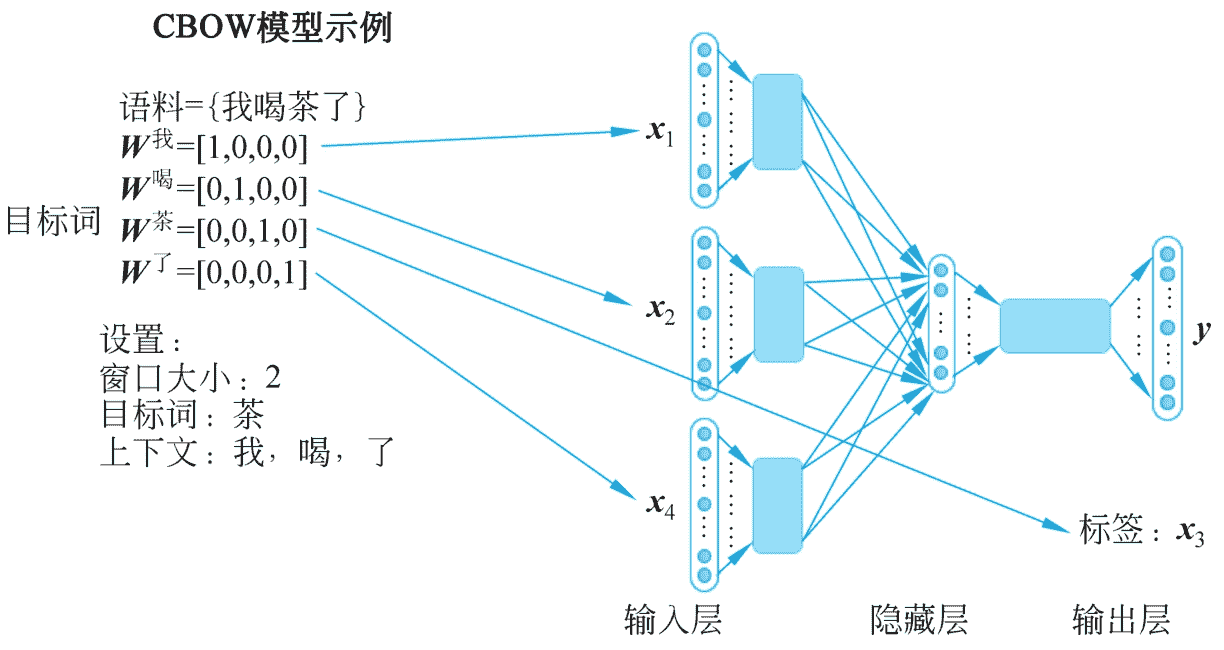 CBOW模型示例
语料={我喝茶了}
W我=[1,0,0,0]
W喝=[0,1,0,0]
目标词 W茶=[0,0,1,0]
W了=[0,0,0,1]
设置：
窗口大小：2
目标词：茶
上下文：我，喝，了
x1
x2
x4
y
标签：x3
输入层
隐藏层
输出层